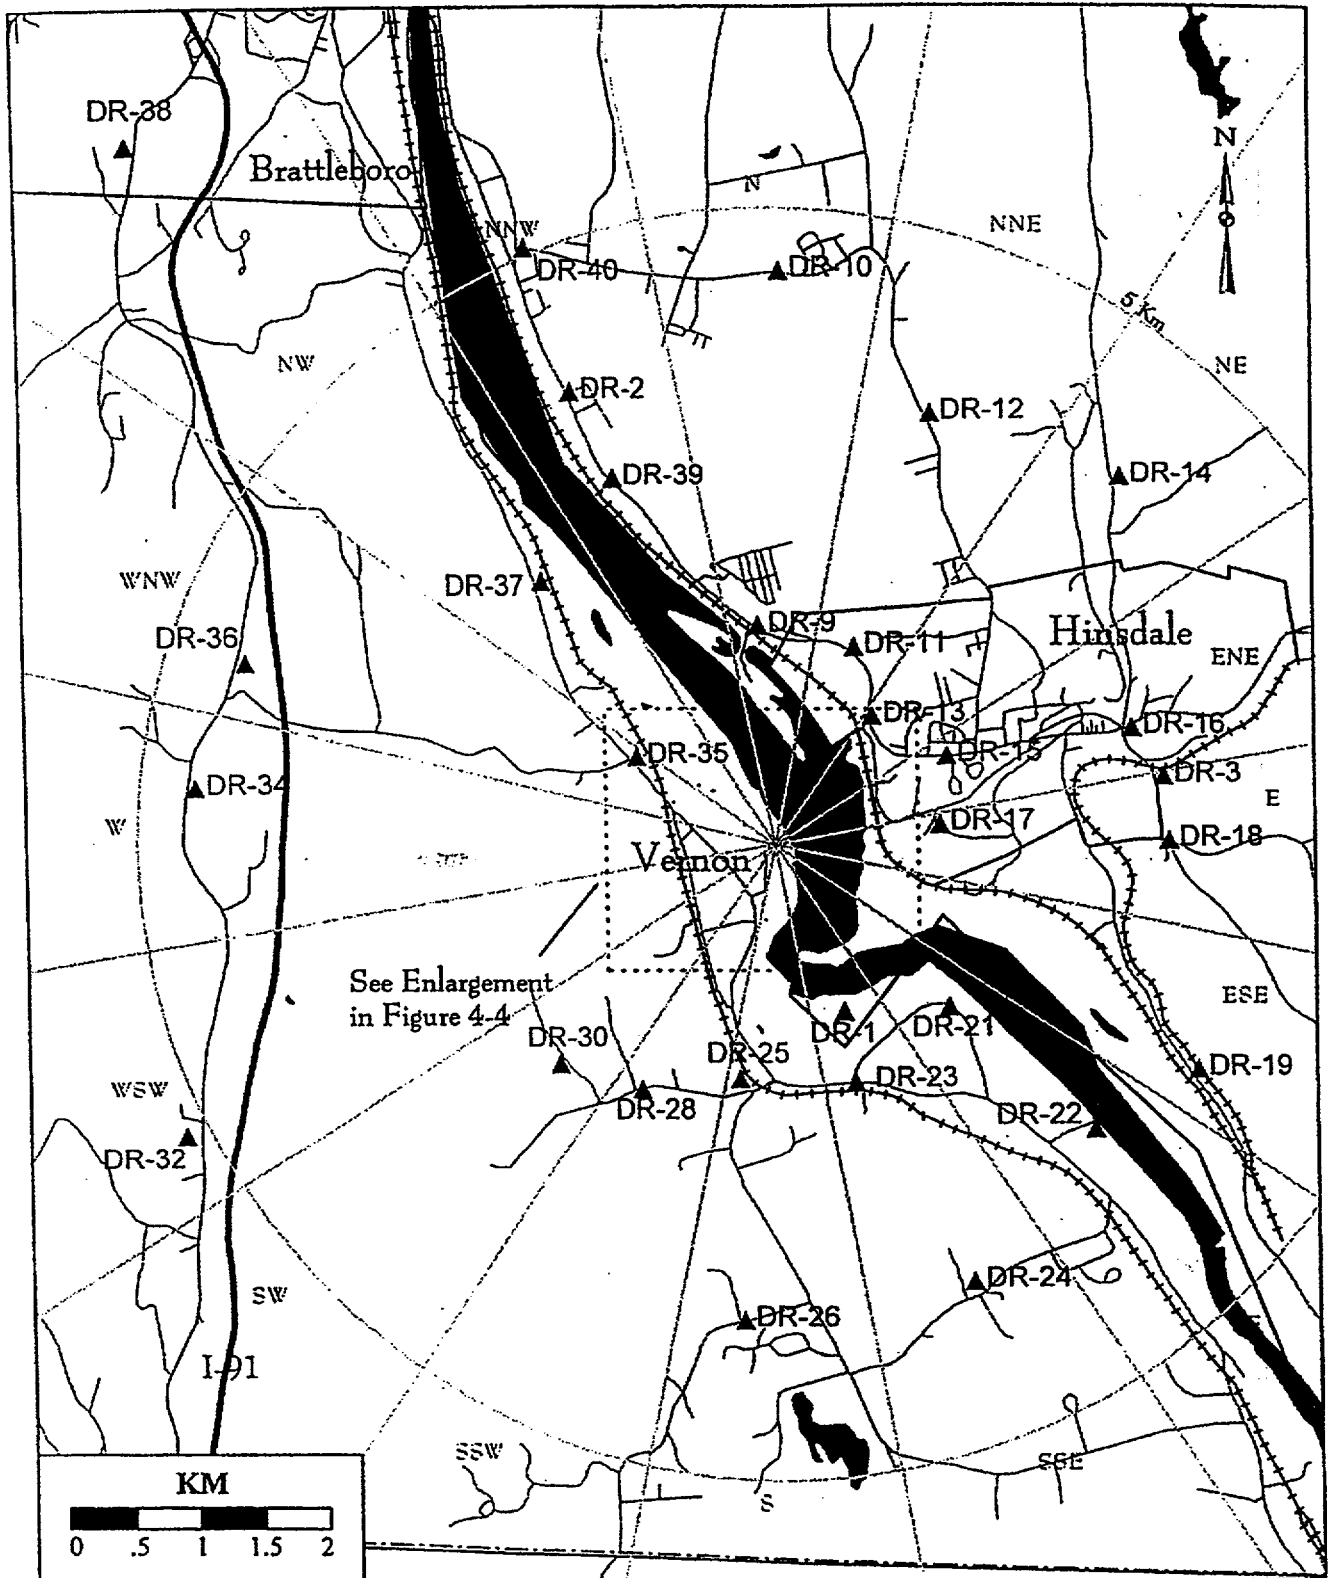 DR-38
Brattleboro
N
N
NNW
NNE
DR-40
DR-10
5 Km
NW
NE
DR-2
DR-12
DR-39
DR-14
WNW
DR-37
DR-9
DR-11
Hinsdale
DR-36
ENE
DR-13
DR-16
DR-35
DR-15
DR-3
DR-34
E
W
DR-17
DR-18
Vernon
See Enlargement
in Figure 4-4
ESE
DR-1
DR-21
DR-30
DR-25
DR-19
DR-23
WSW
DR-28
DR-22
DR-32
DR-24
SW
DR-26
I-91
SSW
SSE
KM
S
0 .5 1 1.5 2